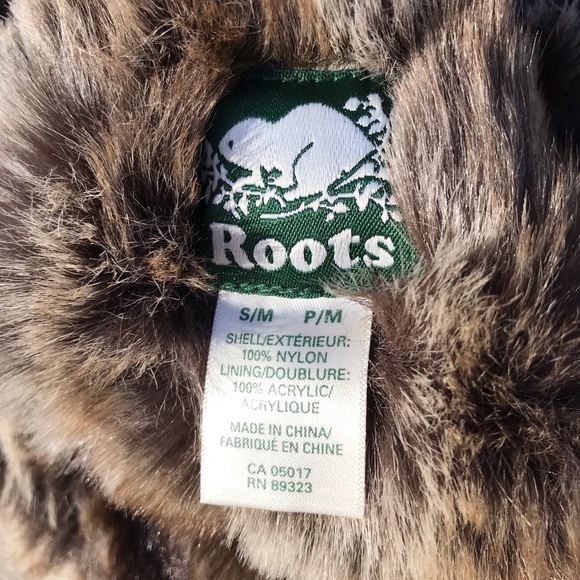 Roots
S/M P/M
SHELL/EXTÉRIEUR:
100% NYLON
LINING/DOUBLURE:
100% ACRYLIC/
ACRYLIQUE
MADE IN CHINA/
FABRIQUÉ EN CHINE
CA 05017
RN 89323